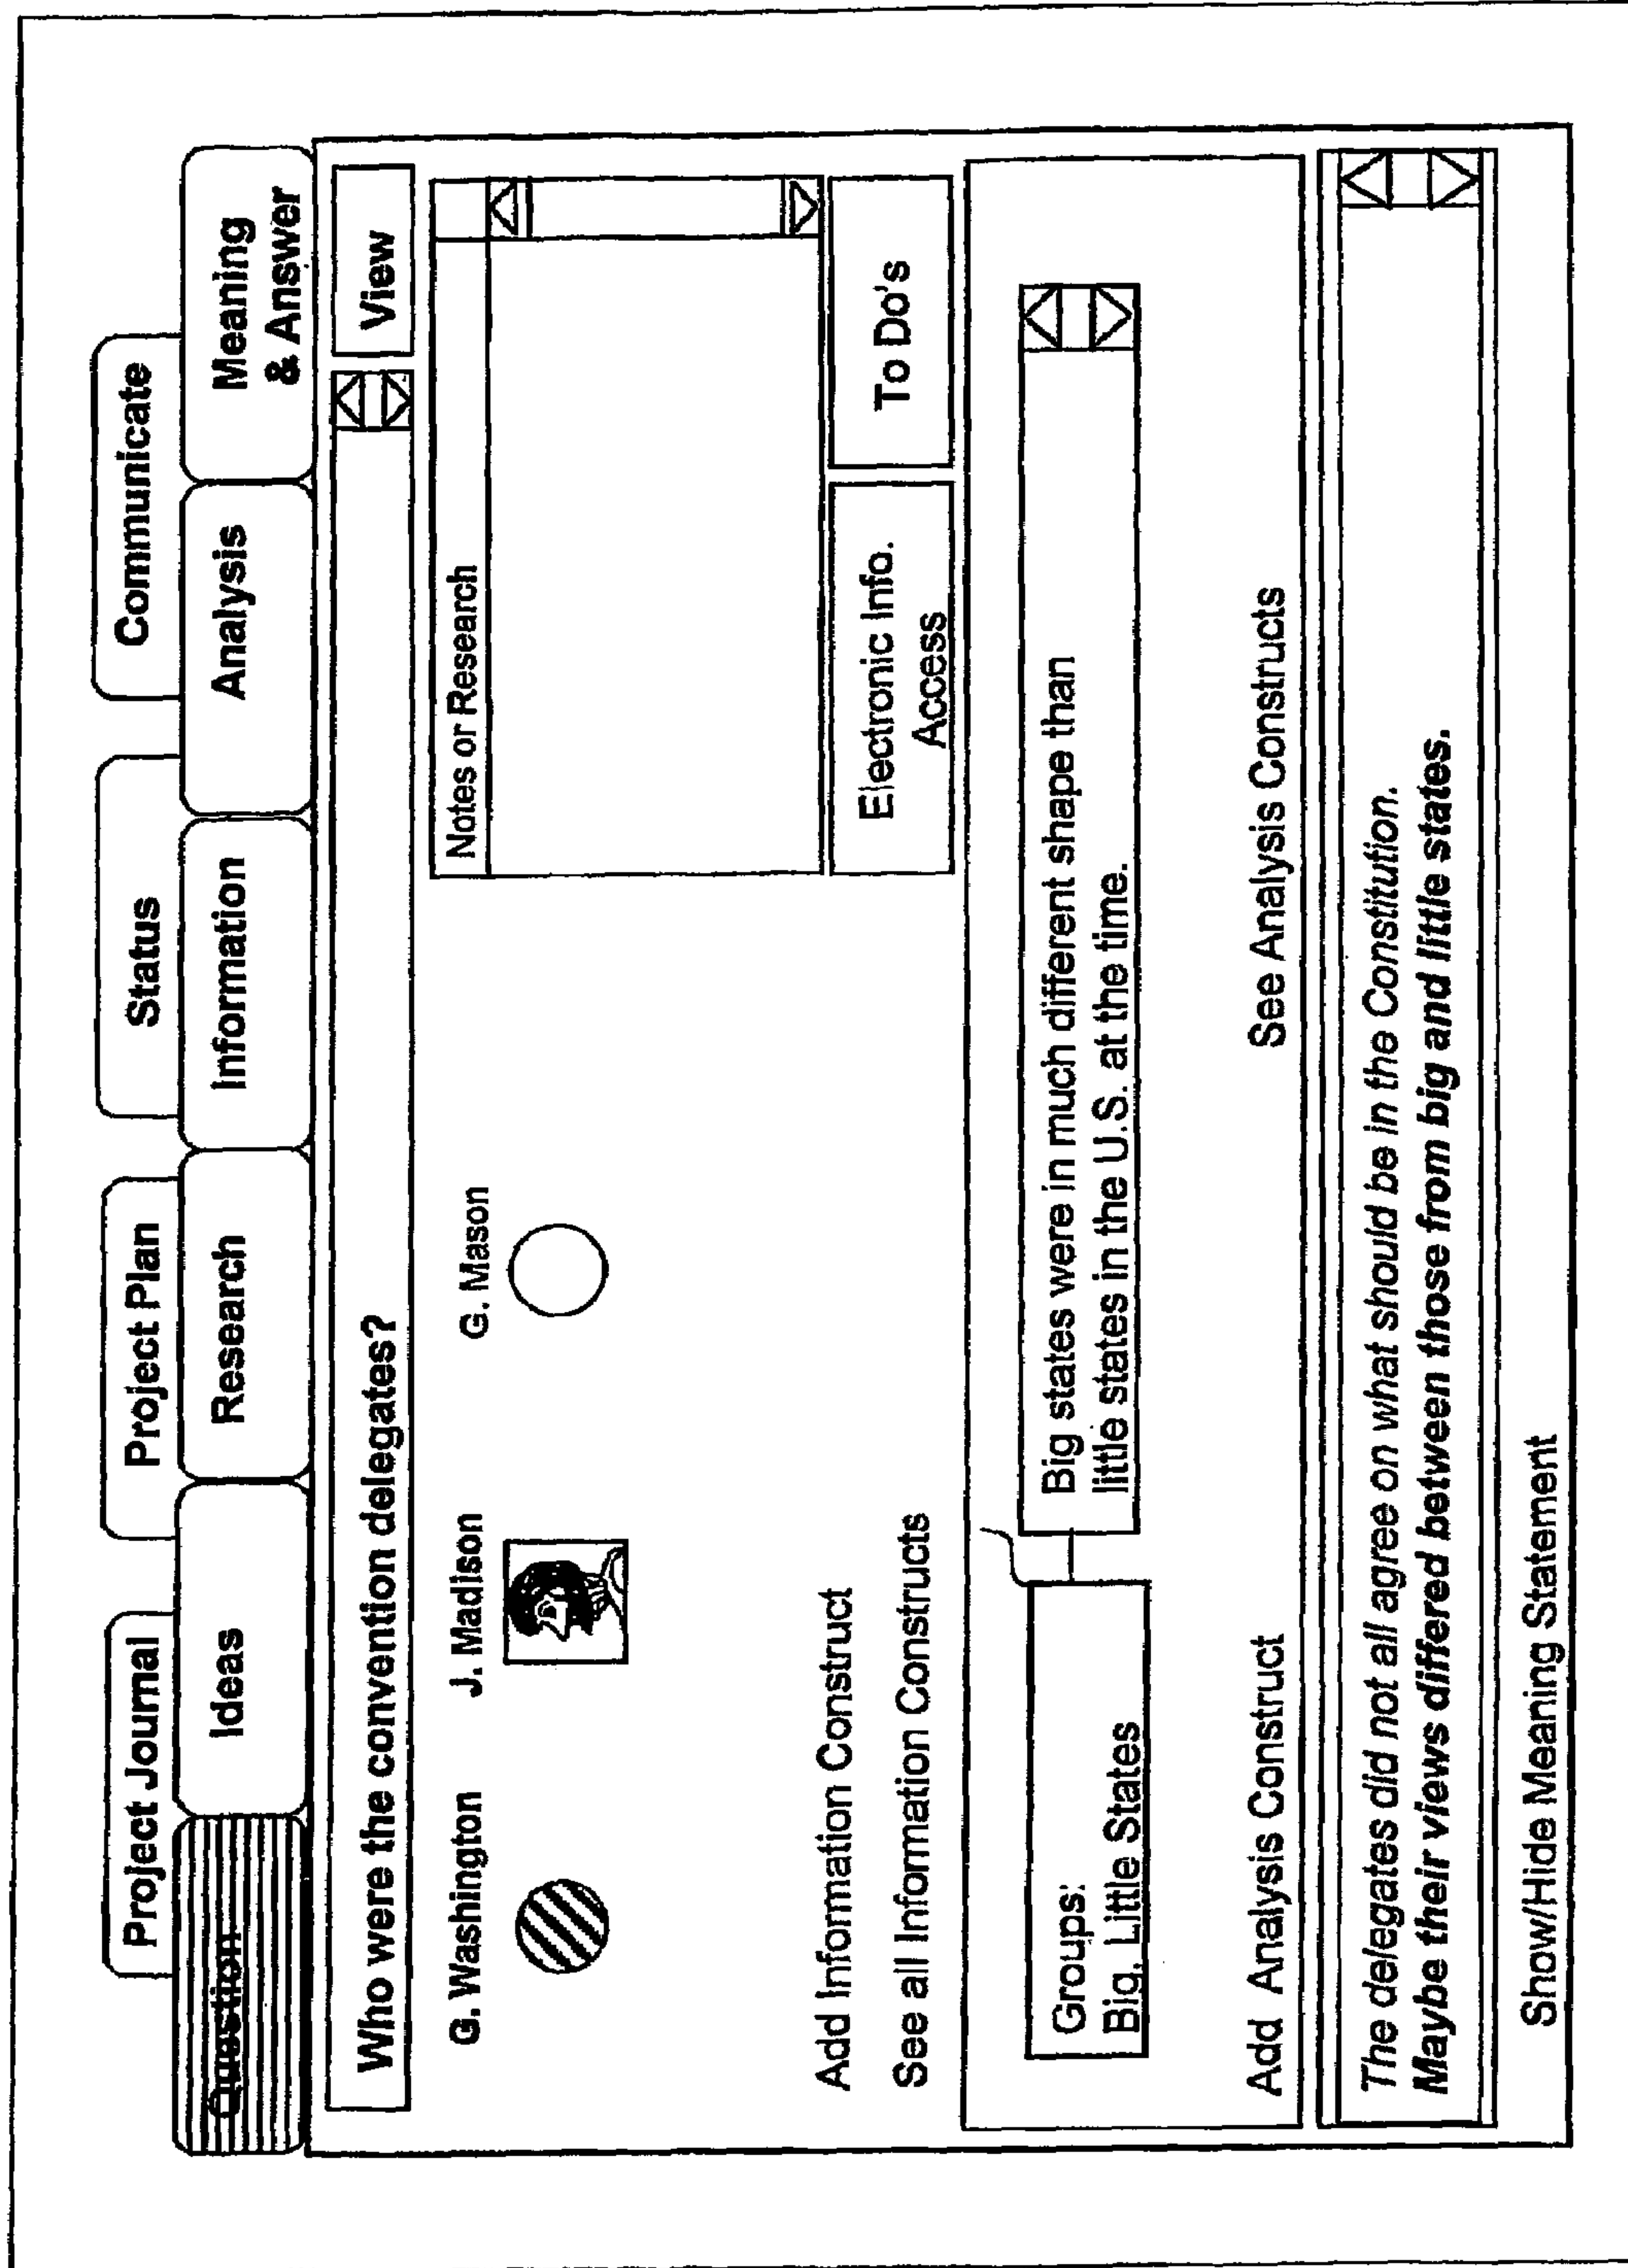 Project Journal
Project Plan
Status
Communicate
Question
Ideas
Research
Information
Analysis
Meaning
& Answer
Who were the convention delegates?
View
G. Washington
J. Madison
G. Mason
Notes or Research
Add Information Construct
See all Information Constructs
Electronic Info.
Access
To Do's
Groups:
Big, Little States
Big states were in much different shape than
little states in the U.S. at the time.
Add Analysis Construct
See Analysis Constructs
The delegates did not all agree on what should be in the Constitution.
Maybe their views differed between those from big and little states.
Show/Hide Meaning Statement